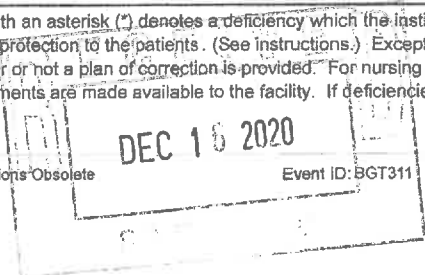 th an asterisk (*) denotes a deficiency which the insti
protection to the patients. (See instructions.) Except
r or not a plan of correction is provided. For nursing
ments are made available to the facility. If deficiencie
DEC 16 2020
ions Obsolete Event ID: BGT311